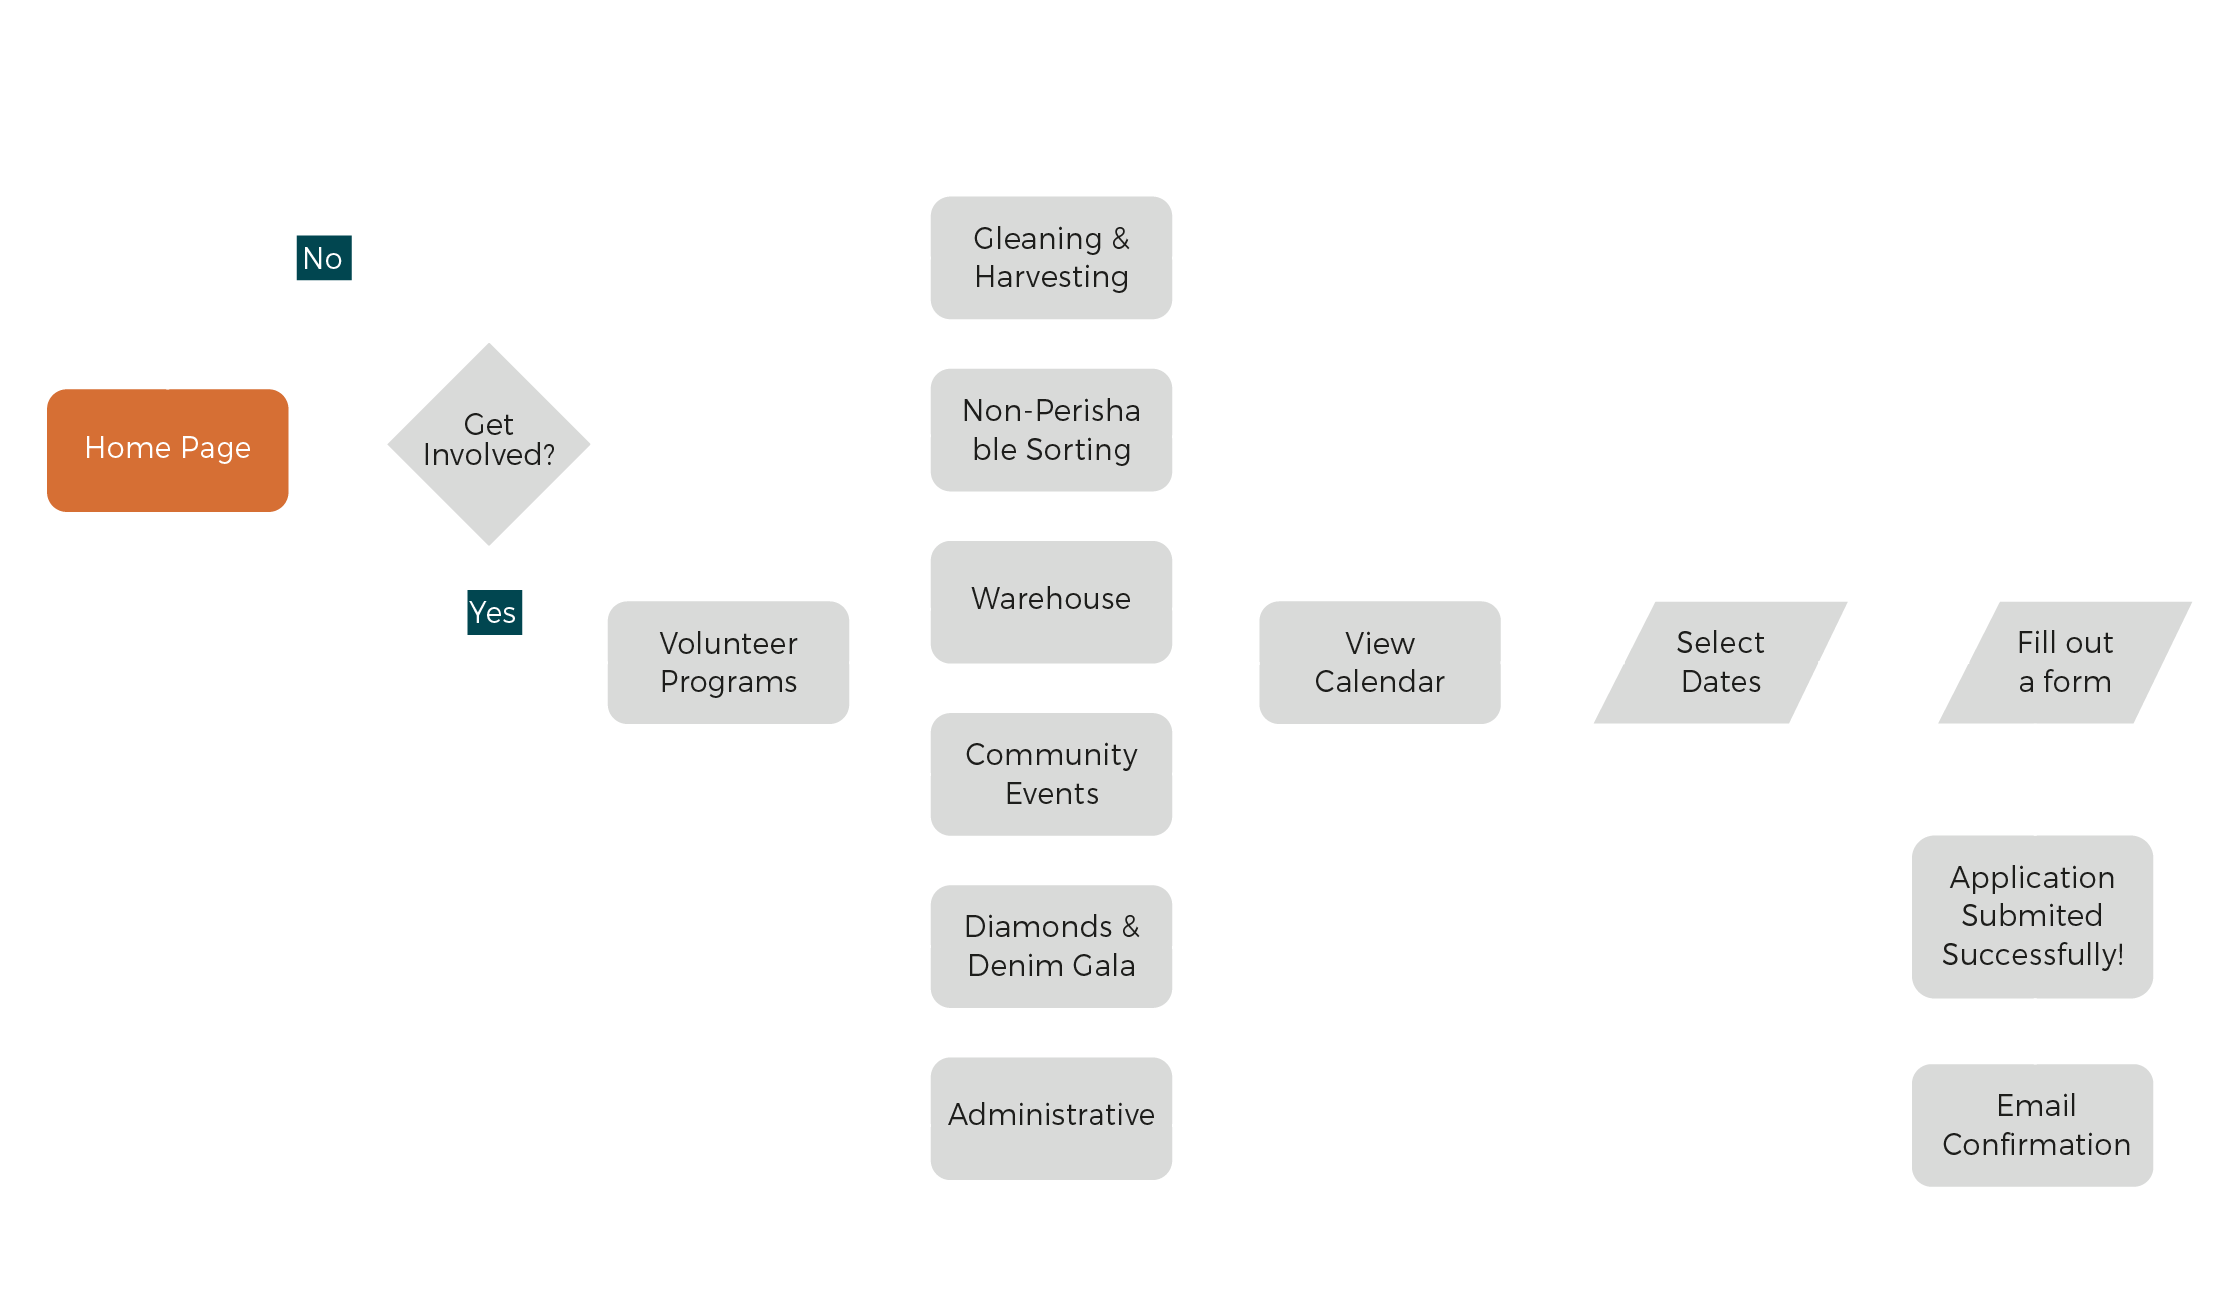 No
Home Page
Get
Involved?
Yes
Volunteer
Programs
Gleaning &
Harvesting
Non-Perisha
ble Sorting
Warehouse
Community
Events
Diamonds &
Denim Gala
Administrative
View
Calendar
Select
Dates
Fill out
a form
Application
Submited
Successfully!
Email
Confirmation